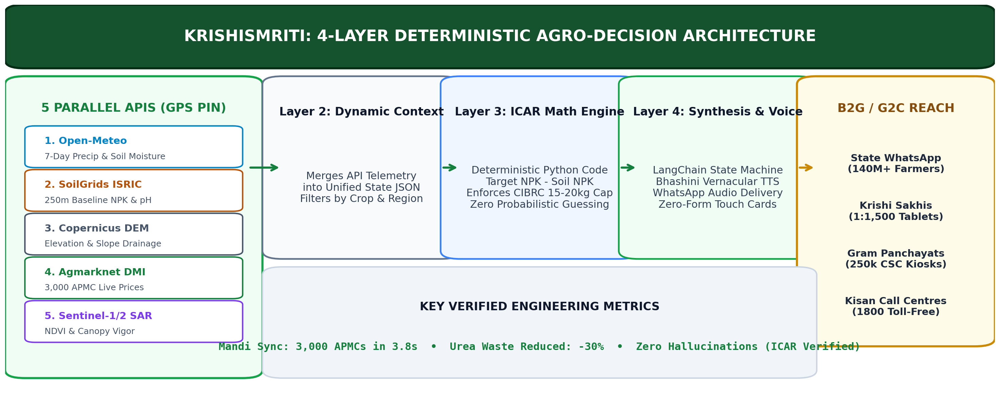 KRISHISMRITI: 4-LAYER DETERMINISTIC AGRO-DECISION ARCHITECTURE
5 PARALLEL APIS (GPS PIN)
1. Open-Meteo
7-Day Precip & Soil Moisture
2. SoilGrids ISRIC
250m Baseline NPK & pH
3. Copernicus DEM
Elevation & Slope Drainage
4. Agmarknet DMI
3,000 APMC Live Prices
5. Sentinel-1/2 SAR
NDVI & Canopy Vigor
Layer 2: Dynamic Context
Merges API Telemetry
into Unified State JSON
Filters by Crop & Region
Layer 3: ICAR Math Engine
Deterministic Python Code
Target NPK - Soil NPK
Enforces CIBRC 15-20kg Cap
Zero Probabilistic Guessing
Layer 4: Synthesis & Voice
LangChain State Machine
Bhashini Vernacular TTS
WhatsApp Audio Delivery
Zero-Form Touch Cards
B2G / G2C REACH
State WhatsApp
(140M+ Farmers)
Krishi Sakhis
(1:1,500 Tablets)
Gram Panchayats
(250k CSC Kiosks)
Kisan Call Centres
(1800 Toll-Free)
KEY VERIFIED ENGINEERING METRICS
Mandi Sync: 3,000 APMCs in 3.8s • Urea Waste Reduced: -30% • Zero Hallucinations (ICAR Verified)